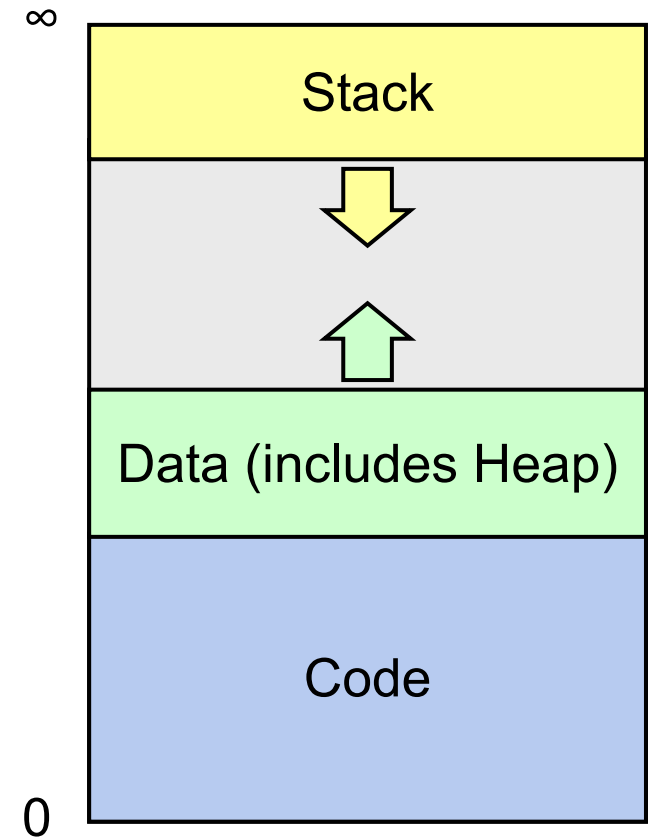 ∞
Stack
Data (includes Heap)
Code
0